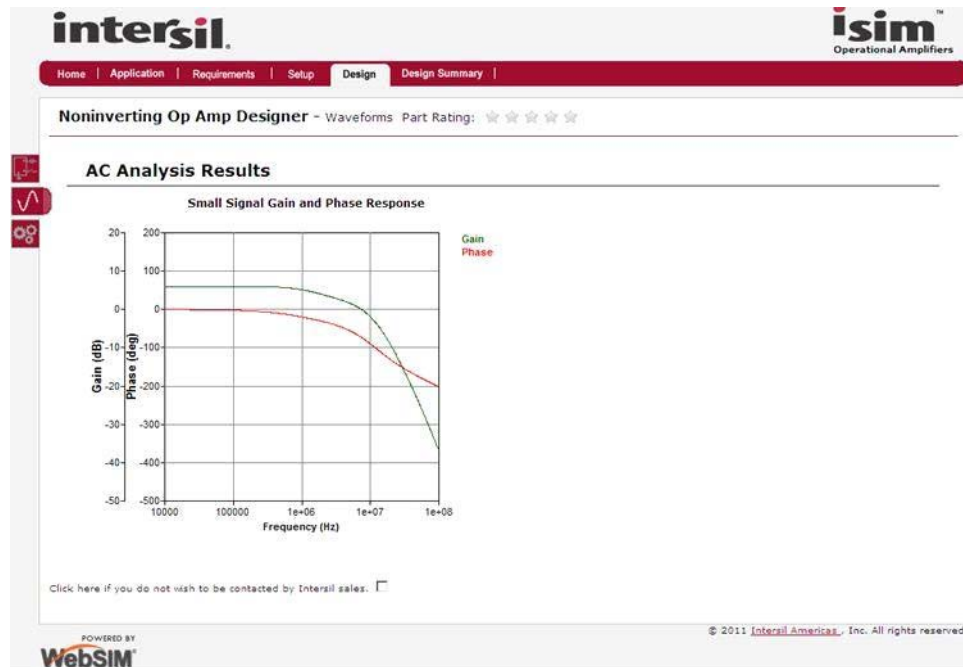 intersil.
isim™
Operational Amplifiers
Home | Application | Requirements | Setup Design Design Summary |
Noninverting Op Amp Designer - Waveforms Part Rating:
AC Analysis Results
Small Signal Gain and Phase Response
Gain
Phase
20
10
0
-10
-20
-30
-40
-50
Gain (dB)
200
100
0
-100
-200
-300
-400
-500
Phase (deg)
10000 100000 1e+06 1e+07 1e+08
Frequency (Hz)
Click here if you do not wish to be contacted by Intersil sales.
© 2011 Intersil Americas , Inc. All rights reserved
POWERED BY
WebSIM